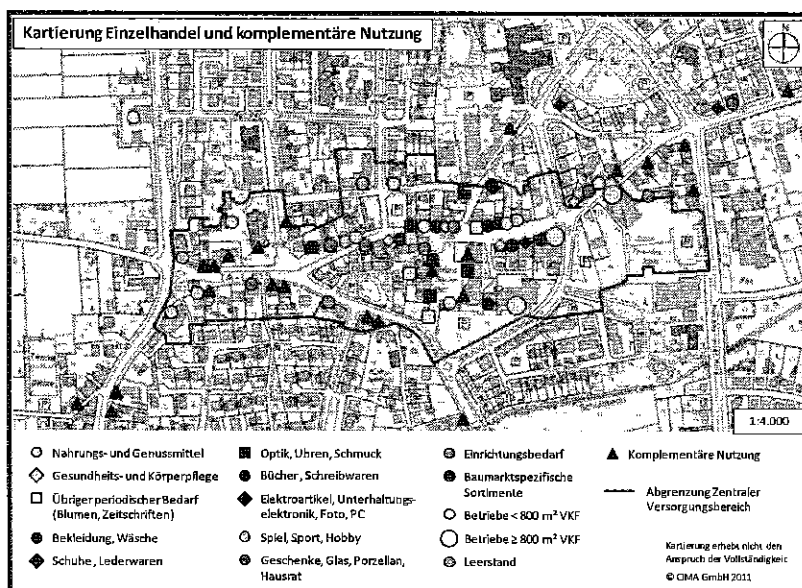 Kartierung Einzelhandel und komplementäre Nutzung
1:4.000
Nahrungs- und Genussmittel
Gesundheits- und Körperpflege
Übriger periodischer Bedarf
(Blumen, Zeitschriften)
Bekleidung, Wäsche
Schuhe, Lederwaren
Optik, Uhren, Schmuck
Bücher, Schreibwaren
Elektroartikel, Unterhaltungs-
elektronik, Foto, PC
Spiel, Sport, Hobby
Geschenke, Glas, Porzellan,
Hausrat
Einrichtungsbedarf
Baumarktspezifische
Sortimente
Betriebe < 800 m² VKF
Betriebe ≥ 800 m² VKF
Leerstand
Komplementäre Nutzung
Abgrenzung Zentraler
Versorgungsbereich
Kartierung erhebt nicht den
Anspruch der Vollständigkeit
© GMA GmbH 2011